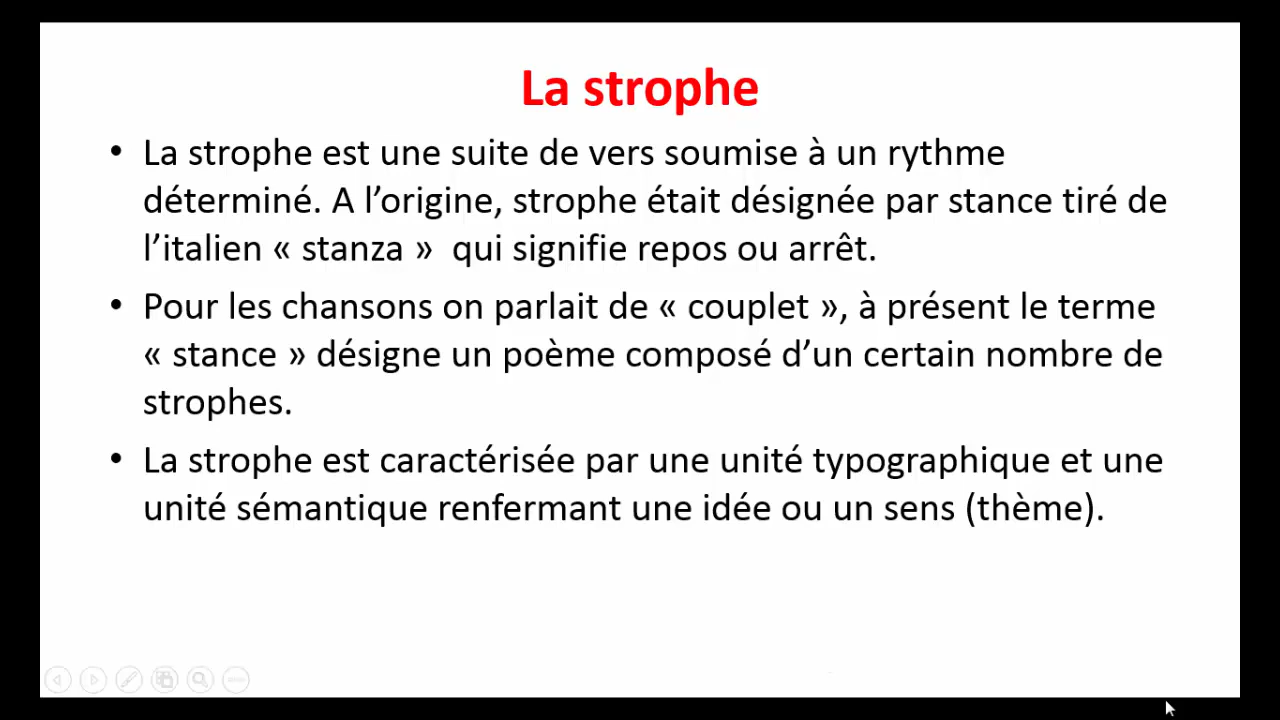 La strophe
• La strophe est une suite de vers soumise à un rythme
déterminé. A l’origine, strophe était désignée par stance tiré de
l’italien « stanza »  qui signifie repos ou arrêt.
• Pour les chansons on parlait de « couplet », à présent le terme
« stance » désigne un poème composé d’un certain nombre de
strophes.
• La strophe est caractérisée par une unité typographique et une
unité sémantique renfermant une idée ou un sens (thème).